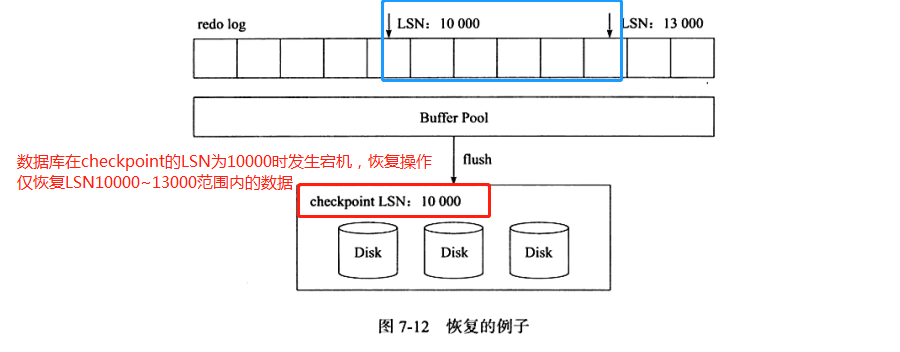 redo log
LSN：10 000
LSN：13 000
Buffer Pool
数据库在checkpoint的LSN为10000时发生宕机，恢复操作
仅恢复LSN10000~13000范围内的数据
flush
checkpoint LSN：10 000
Disk
Disk
Disk
图 7-12 恢复的例子